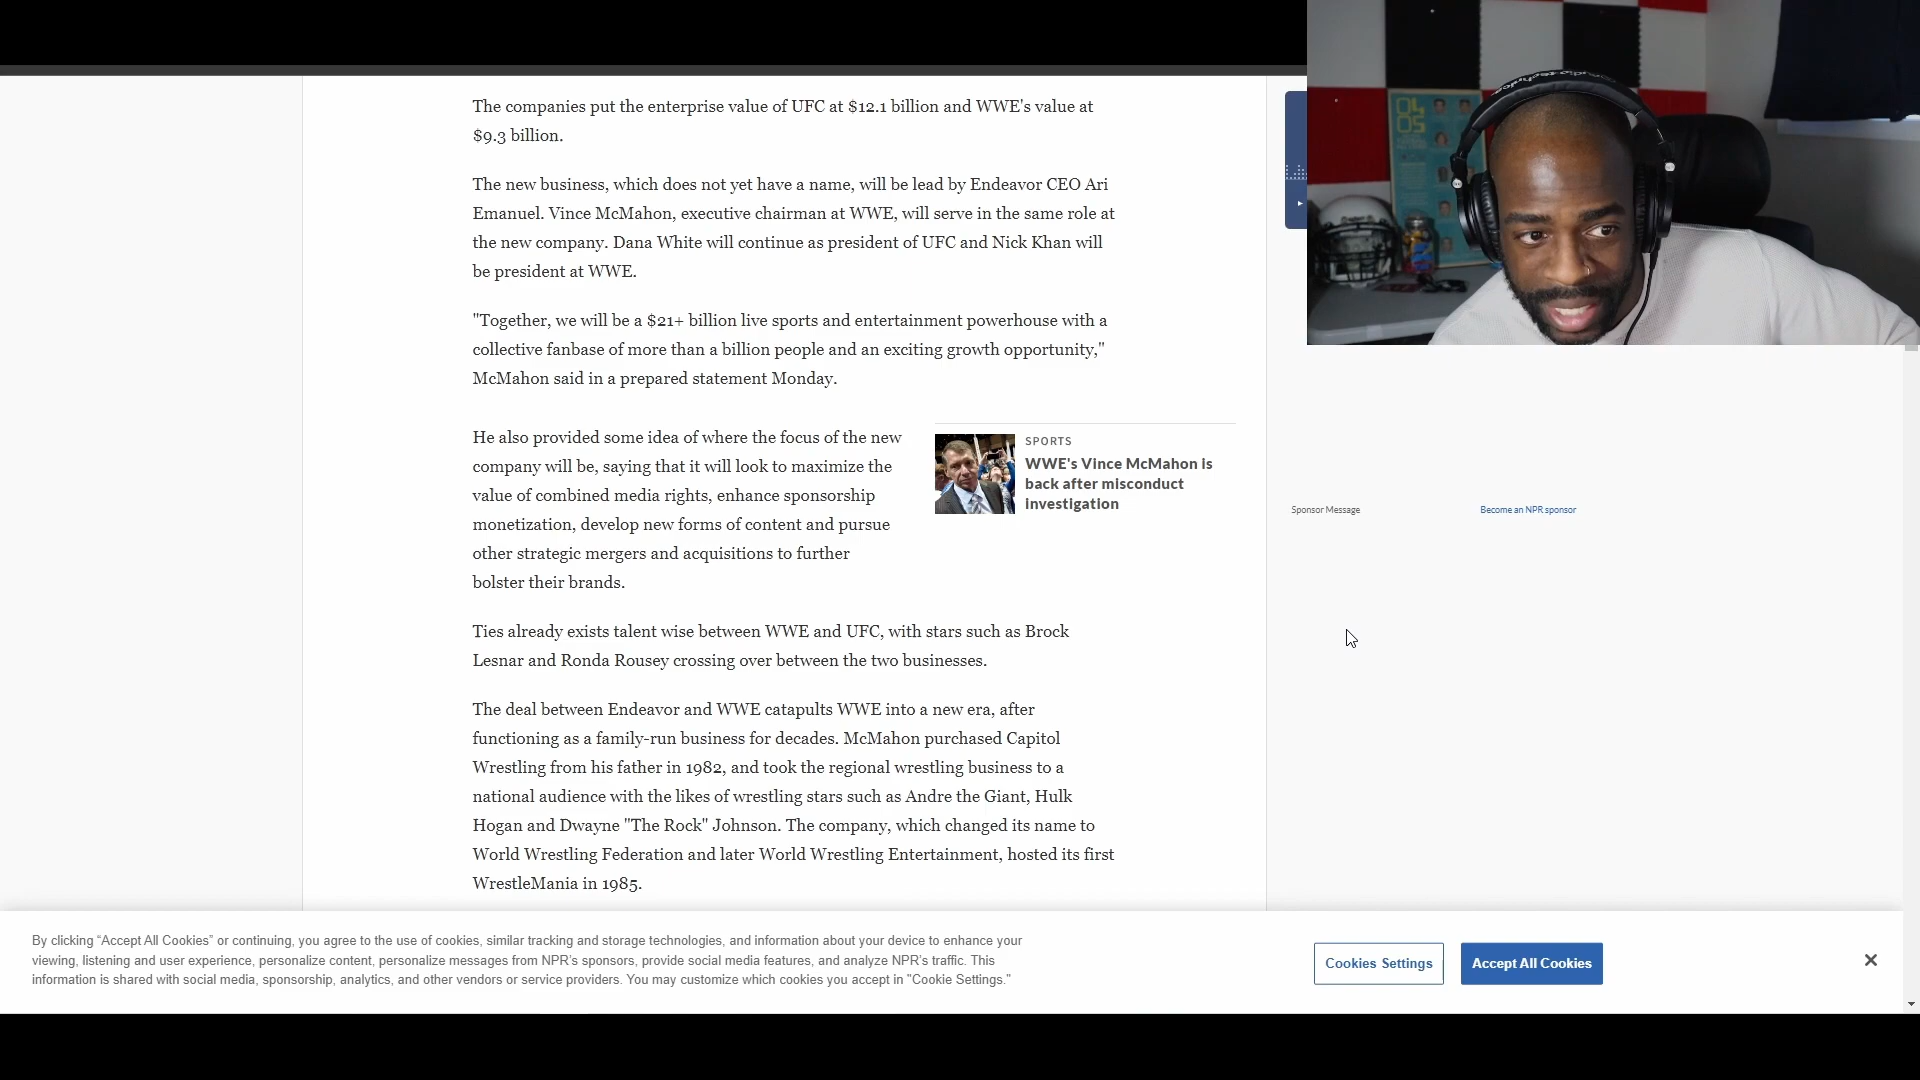 The companies put the enterprise value of UFC at $12.1 billion and WWE's value at
$9.3 billion.
The new business, which does not yet have a name, will be lead by Endeavor CEO Ari
Emanuel. Vince McMahon, executive chairman at WWE, will serve in the same role at
the new company. Dana White will continue as president of UFC and Nick Khan will
be president at WWE.
"Together, we will be a $21+ billion live sports and entertainment powerhouse with a
collective fanbase of more than a billion people and an exciting growth opportunity,"
McMahon said in a prepared statement Monday.
He also provided some idea of where the focus of the new
company will be, saying that it will look to maximize the
value of combined media rights, enhance sponsorship
monetization, develop new forms of content and pursue
other strategic mergers and acquisitions to further
bolster their brands.
SPORTS
WWE's Vince McMahon is
back after misconduct
investigation
Sponsor Message
Become an NPR sponsor
Ties already exists talent wise between WWE and UFC, with stars such as Brock
Lesnar and Ronda Rousey crossing over between the two businesses.
The deal between Endeavor and WWE catapults WWE into a new era, after
functioning as a family-run business for decades. McMahon purchased Capitol
Wrestling from his father in 1982, and took the regional wrestling business to a
national audience with the likes of wrestling stars such as Andre the Giant, Hulk
Hogan and Dwayne "The Rock" Johnson. The company, which changed its name to
World Wrestling Federation and later World Wrestling Entertainment, hosted its first
WrestleMania in 1985.
By clicking “Accept All Cookies” or continuing, you agree to the use of cookies, similar tracking and storage technologies, and information about your device to enhance your
viewing, listening and user experience, personalize content, personalize messages from NPR's sponsors, provide social media features, and analyze NPR's traffic. This
information is shared with social media, sponsorship, analytics, and other vendors or service providers. You may customize which cookies you accept in "Cookie Settings."
Cookies Settings
Accept All Cookies